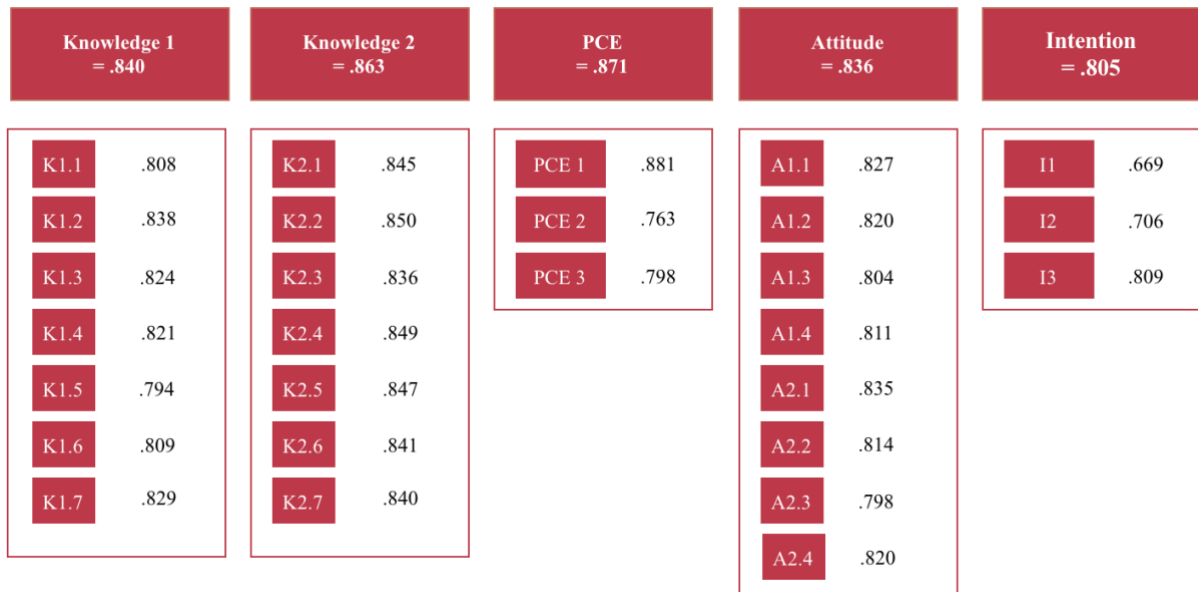 Knowledge 1
= .840
Knowledge 2
= .863
PCE
= .871
Attitude
= .836
Intention
= .805
K1.1 .808
K1.2 .838
K1.3 .824
K1.4 .821
K1.5 .794
K1.6 .809
K1.7 .829
K2.1 .845
K2.2 .850
K2.3 .836
K2.4 .849
K2.5 .847
K2.6 .841
K2.7 .840
PCE 1 .881
PCE 2 .763
PCE 3 .798
A1.1 .827
A1.2 .820
A1.3 .804
A1.4 .811
A2.1 .835
A2.2 .814
A2.3 .798
A2.4 .820
I1 .669
I2 .706
I3 .809